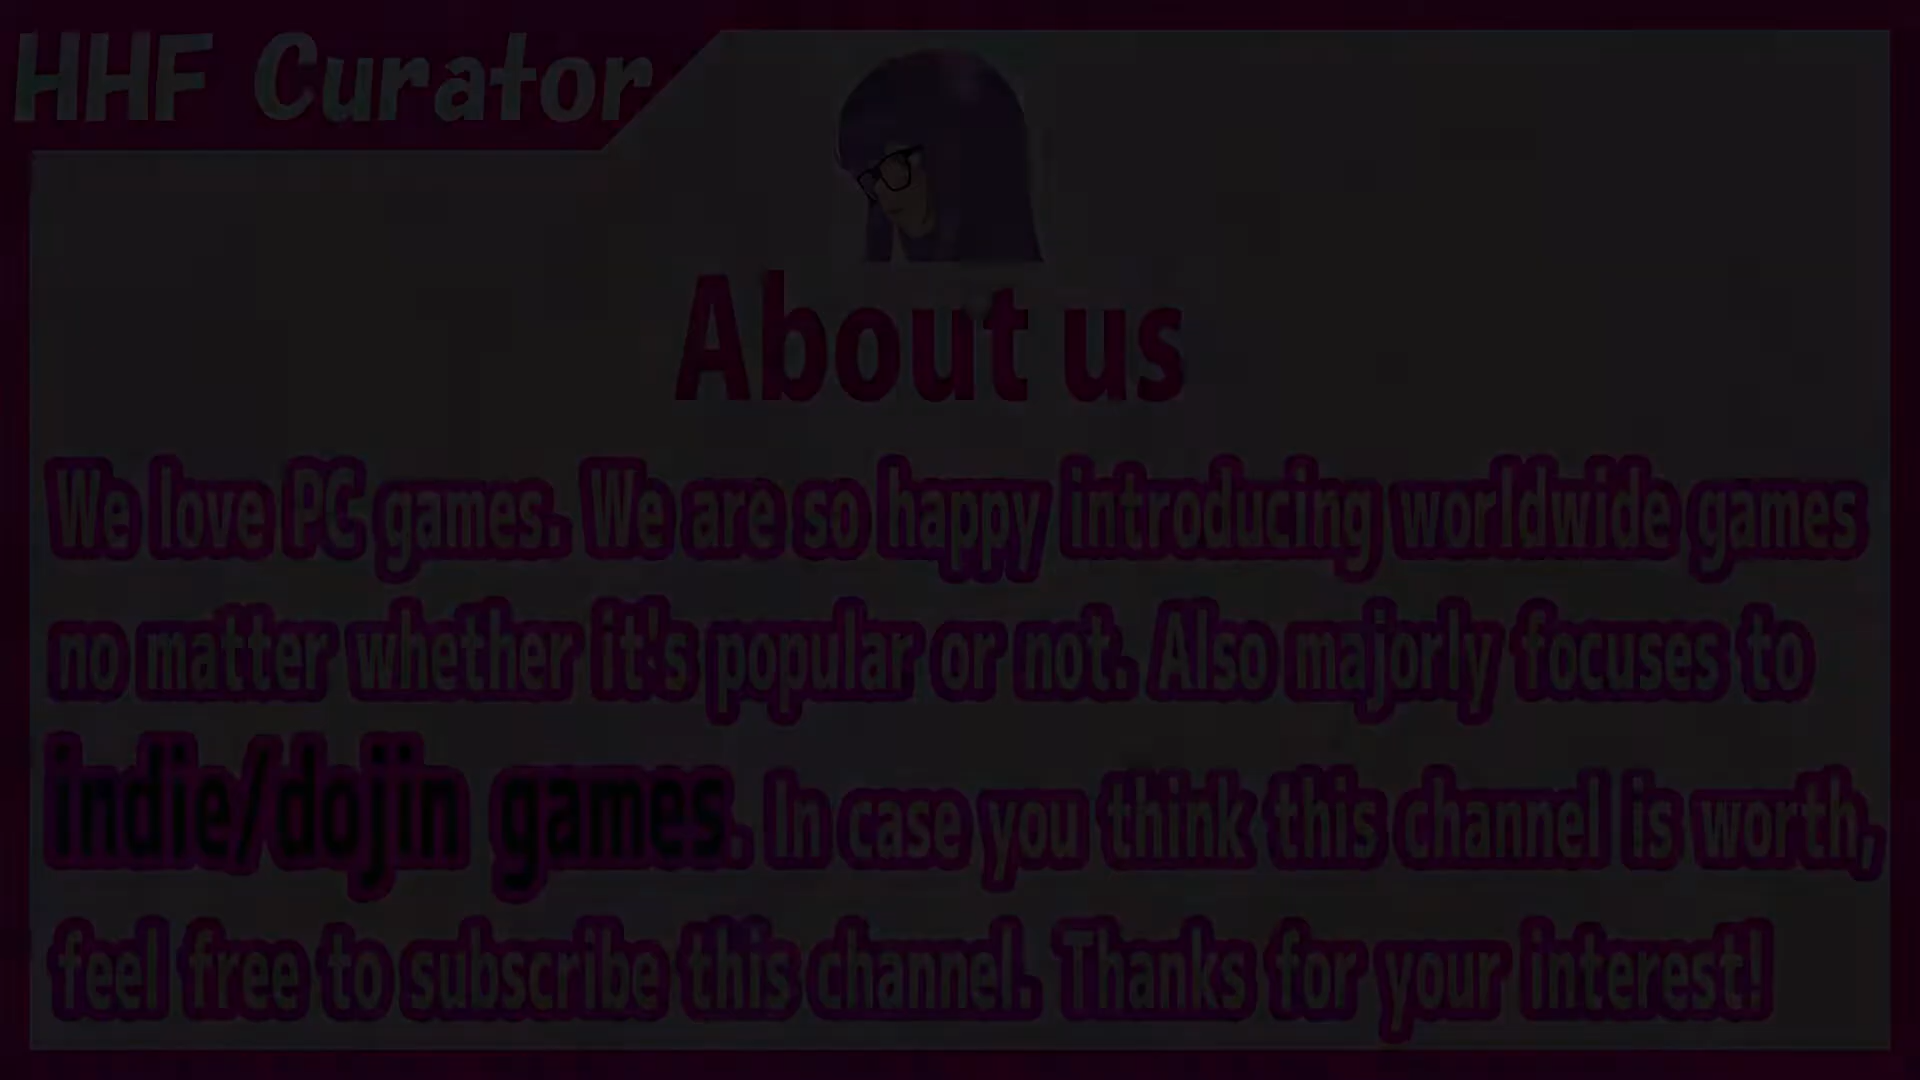 HHF Curator
About us
We love PC games. We are so happy introducing worldwide games
no matter whether it's popular or not. Also majorly focuses to
indie/dojin games. In case you think this channel is worth,
feel free to subscribe this channel. Thanks for your interest!